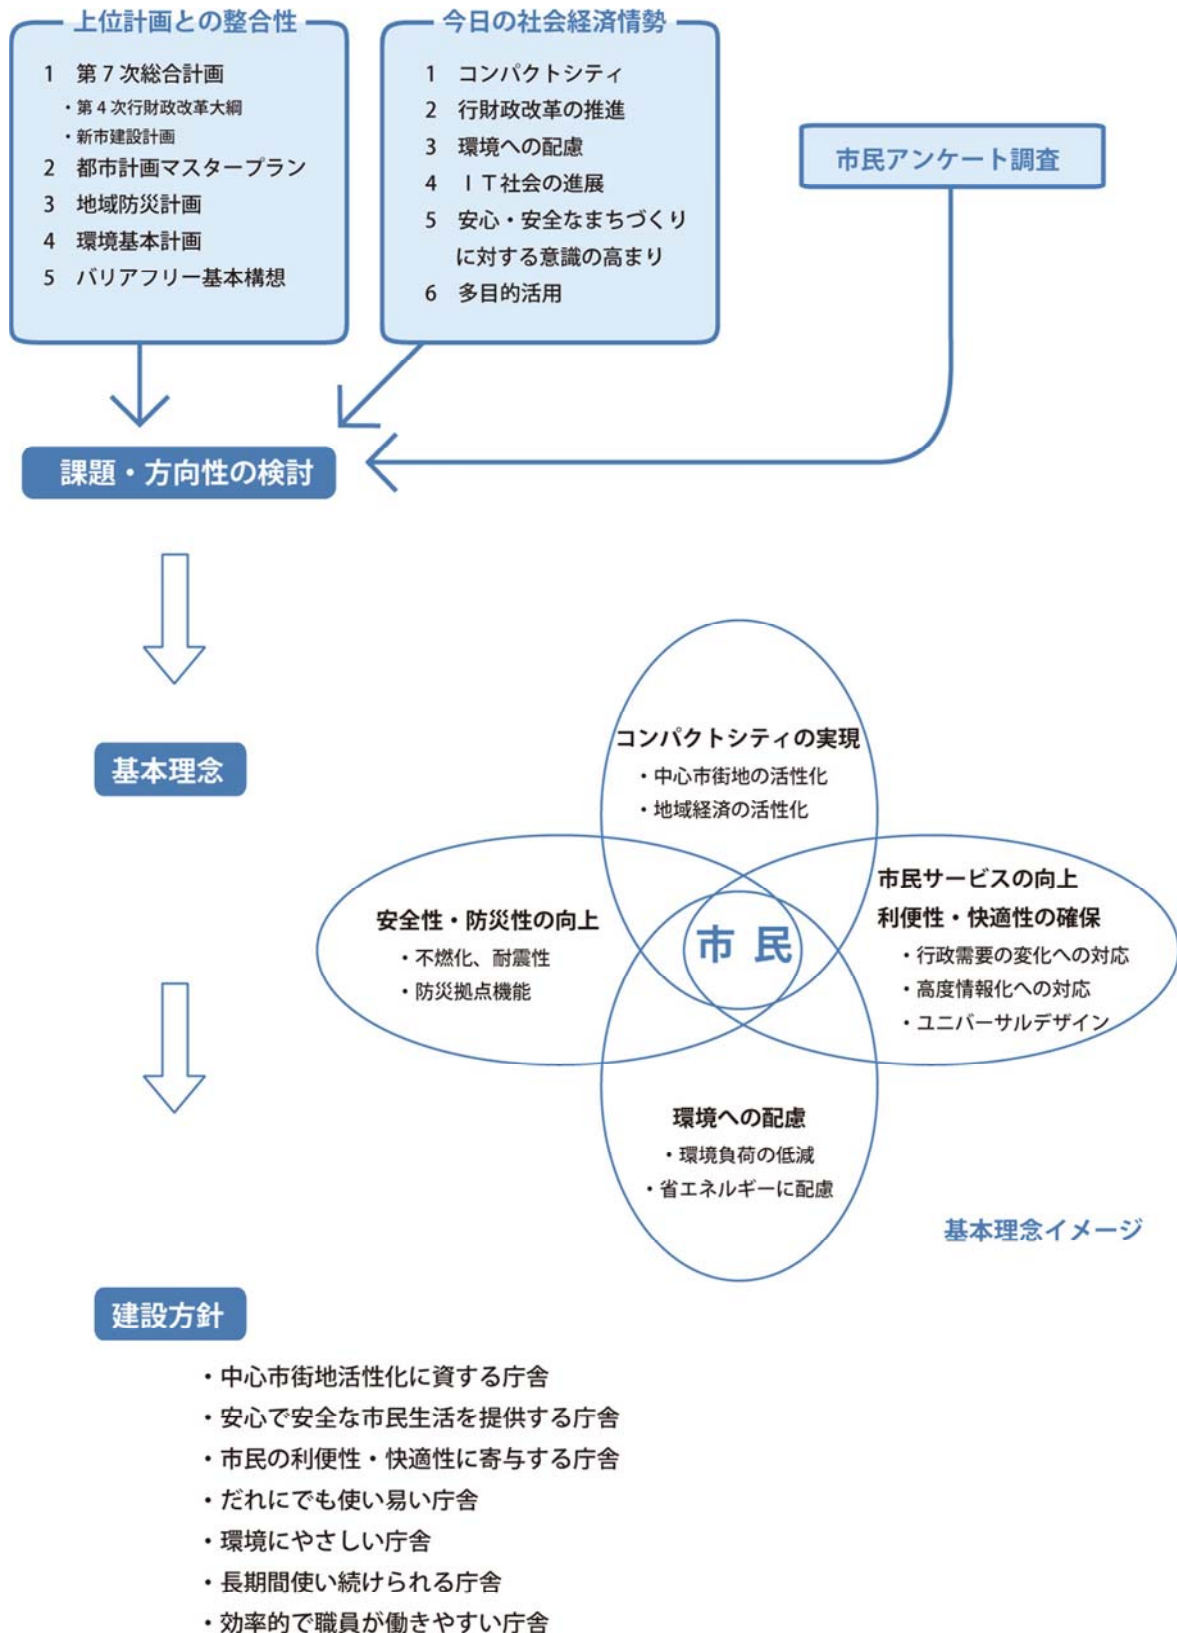 上位計画との整合性
1 第7次総合計画
・第4次行財政改革大綱
・新市建設計画
2 都市計画マスタープラン
3 地域防災計画
4 環境基本計画
5 バリアフリー基本構想
今日の社会経済情勢
1 コンパクトシティ
2 行財政改革の推進
3 環境への配慮
4 ＩＴ社会の進展
5 安心・安全なまちづくり
に対する意識の高まり
6 多目的活用
市民アンケート調査
課題・方向性の検討
基本理念
コンパクトシティの実現
・中心市街地の活性化
・地域経済の活性化
安全性・防災性の向上
・不燃化、耐震性
・防災拠点機能
市民
市民サービスの向上
利便性・快適性の確保
・行政需要の変化への対応
・高度情報化への対応
・ユニバーサルデザイン
環境への配慮
・環境負荷の低減
・省エネルギーに配慮
基本理念イメージ
建設方針
・中心市街地活性化に資する庁舎
・安心で安全な市民生活を提供する庁舎
・市民の利便性・快適性に寄与する庁舎
・だれにでも使い易い庁舎
・環境にやさしい庁舎
・長期間使い続けられる庁舎
・効率的で職員が働きやすい庁舎